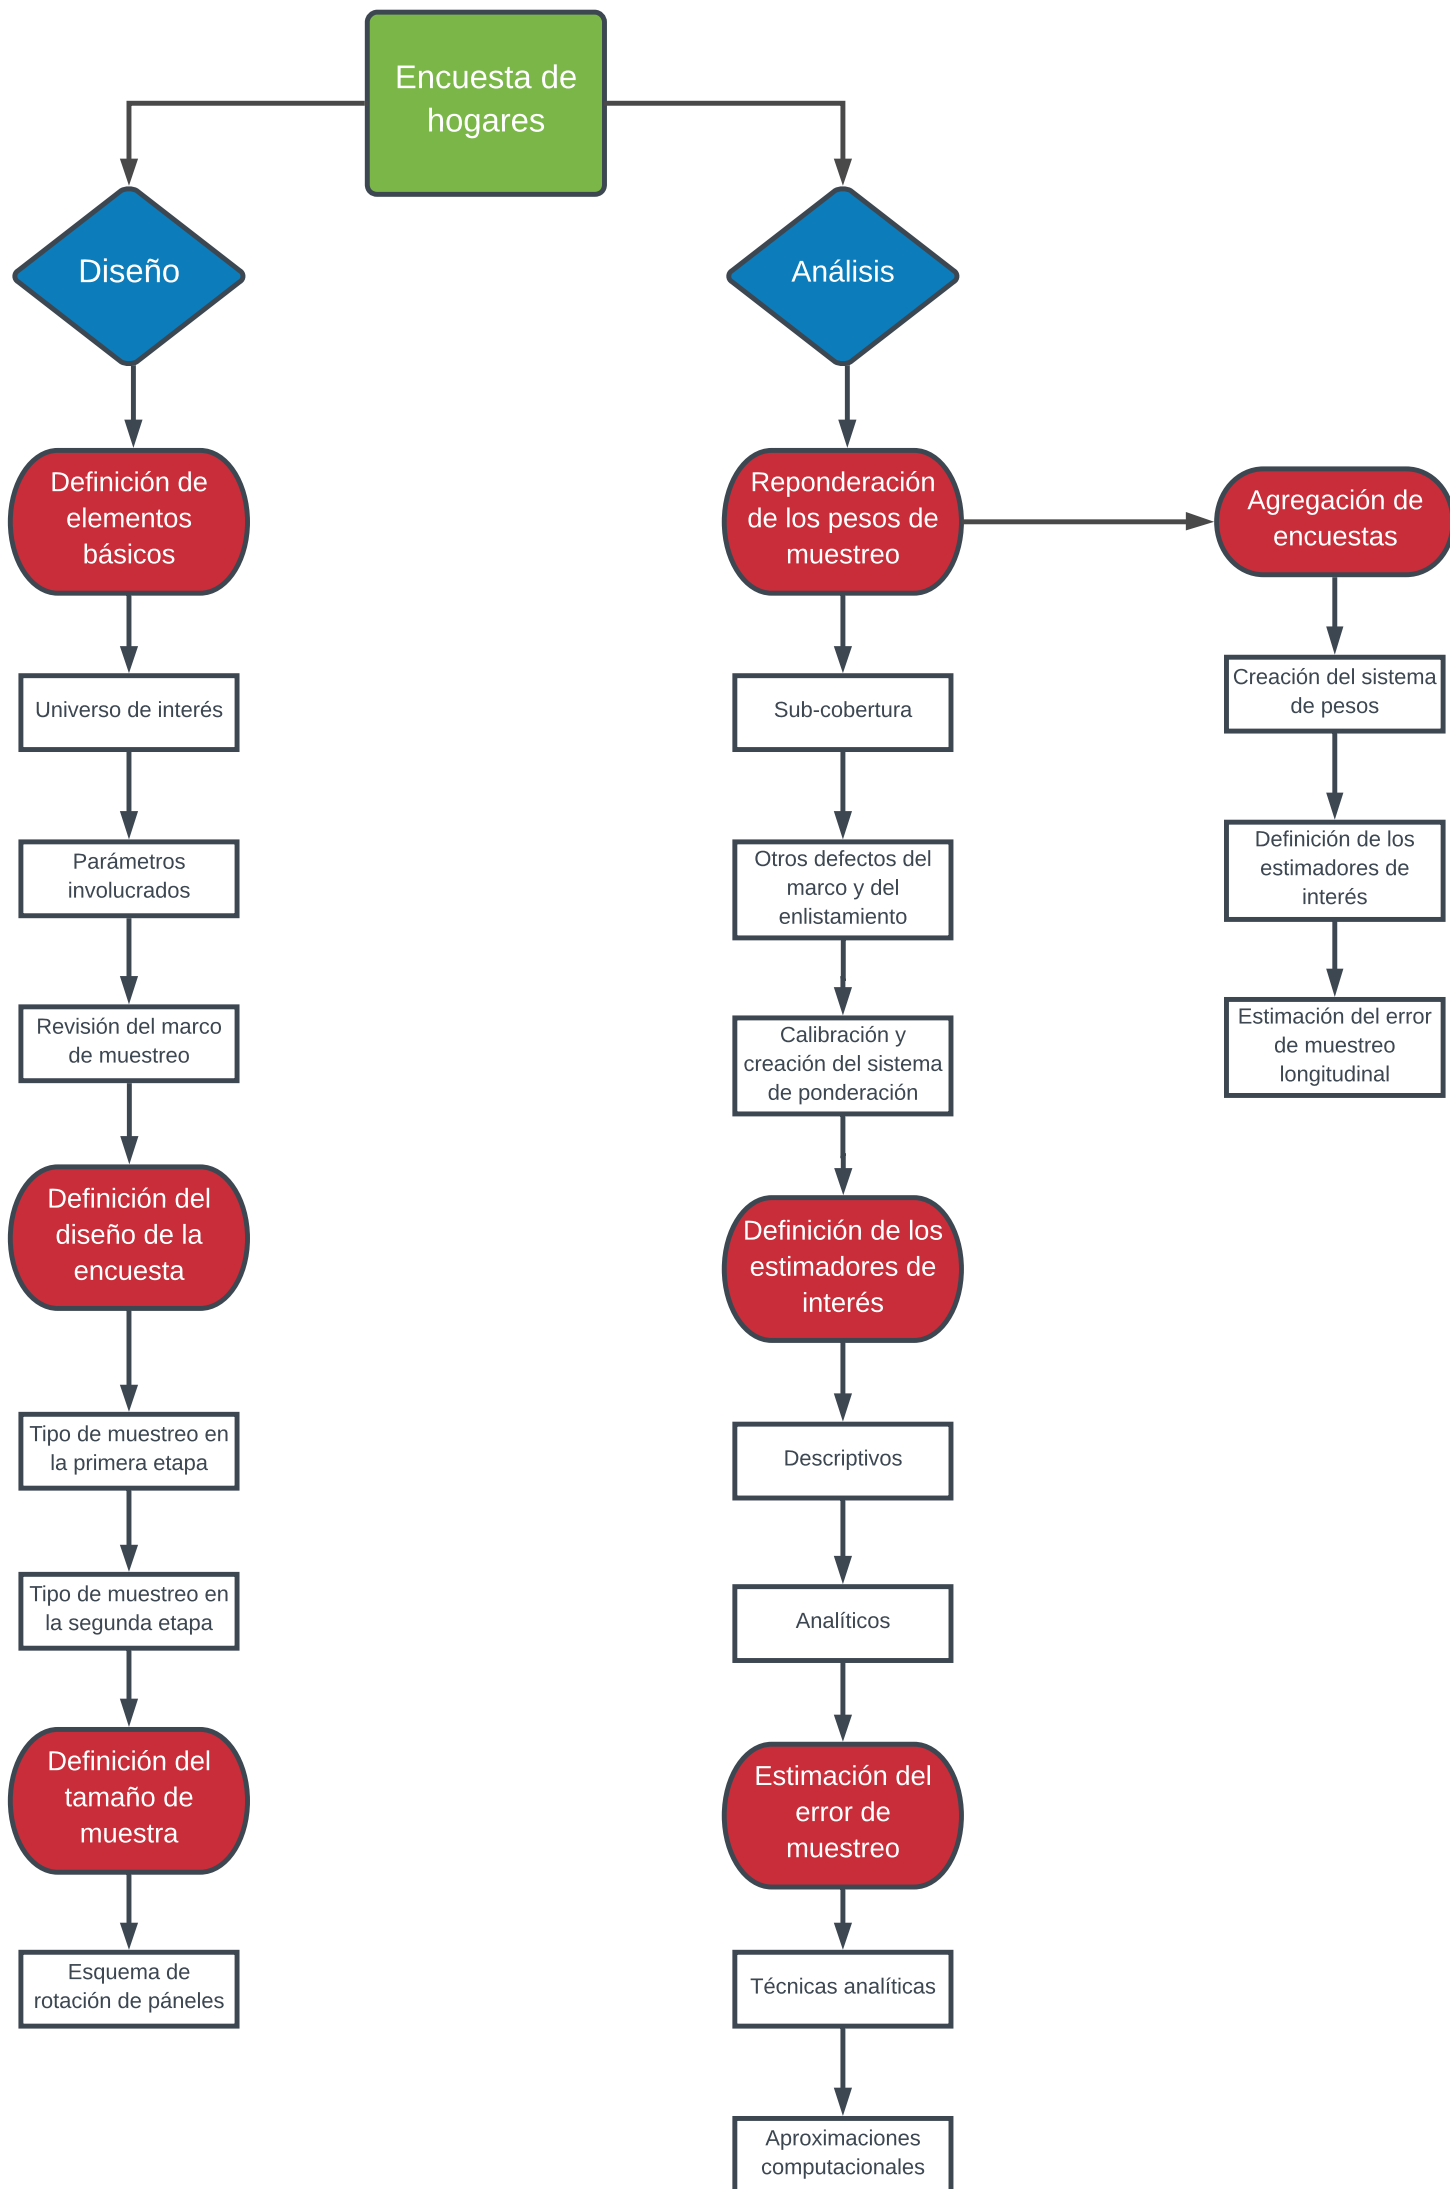 Encuesta de
hogares
Diseño
Análisis
Definición de
elementos
básicos
Universo de interés
Parámetros
involucrados
Revisión del marco
de muestreo
Definición del
diseño de la
encuesta
Tipo de muestreo en
la primera etapa
Tipo de muestreo en
la segunda etapa
Definición del
tamaño de
muestra
Esquema de
rotación de páneles
Reponderación
de los pesos de
muestreo
Sub-cobertura
Otros defectos del
marco y del
enlistamiento
Calibración y
creación del sistema
de ponderación
Definición de los
estimadores de
interés
Descriptivos
Analíticos
Estimación del
error de
muestreo
Técnicas analíticas
Aproximaciones
computacionales
Agregación de
encuestas
Creación del sistema
de pesos
Definición de los
estimadores de
interés
Estimación del error
de muestreo
longitudinal